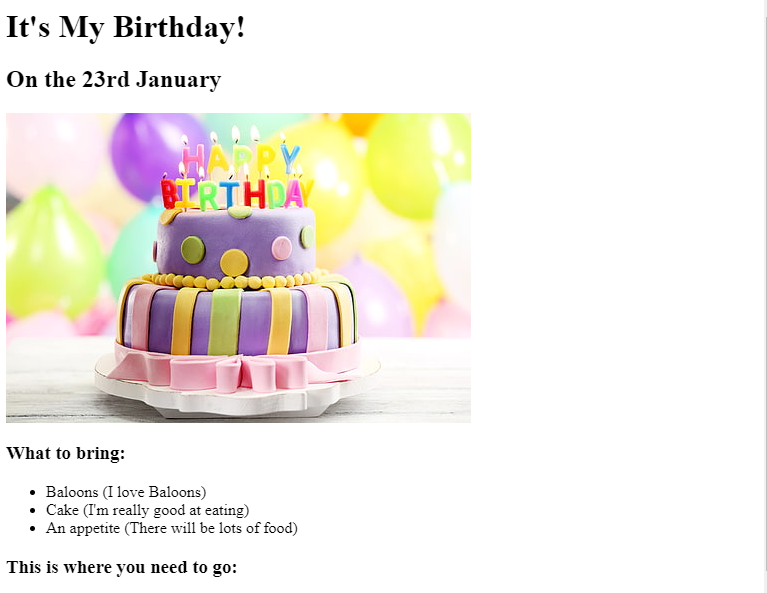 It's My Birthday!
On the 23rd January
HAPPY
BIRTHDAY
What to bring:
Baloons (I love Baloons)
Cake (I'm really good at eating)
An appetite (There will be lots of food)
This is where you need to go: